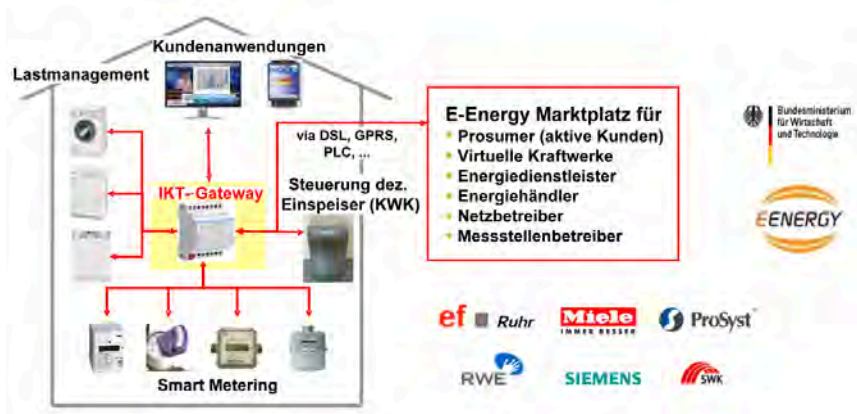 Kundenanwendungen
Lastmanagement
via DSL, GPRS,
PLC, ...
IKT-Gateway
Steuerung dez.
Einspeiser (KWK)
Smart Metering
E-Energy Marktplatz für
Prosumer (aktive Kunden)
Virtuelle Kraftwerke
Energiedienstleister
Energiehändler
Netzbetreiber
Messstellenbetreiber
Bundesministerium
für Wirtschaft
und Technologie
EENERGY
ef Ruhr
Miele
IMMER BESSER
ProSyst
RWE
SIEMENS
SWK